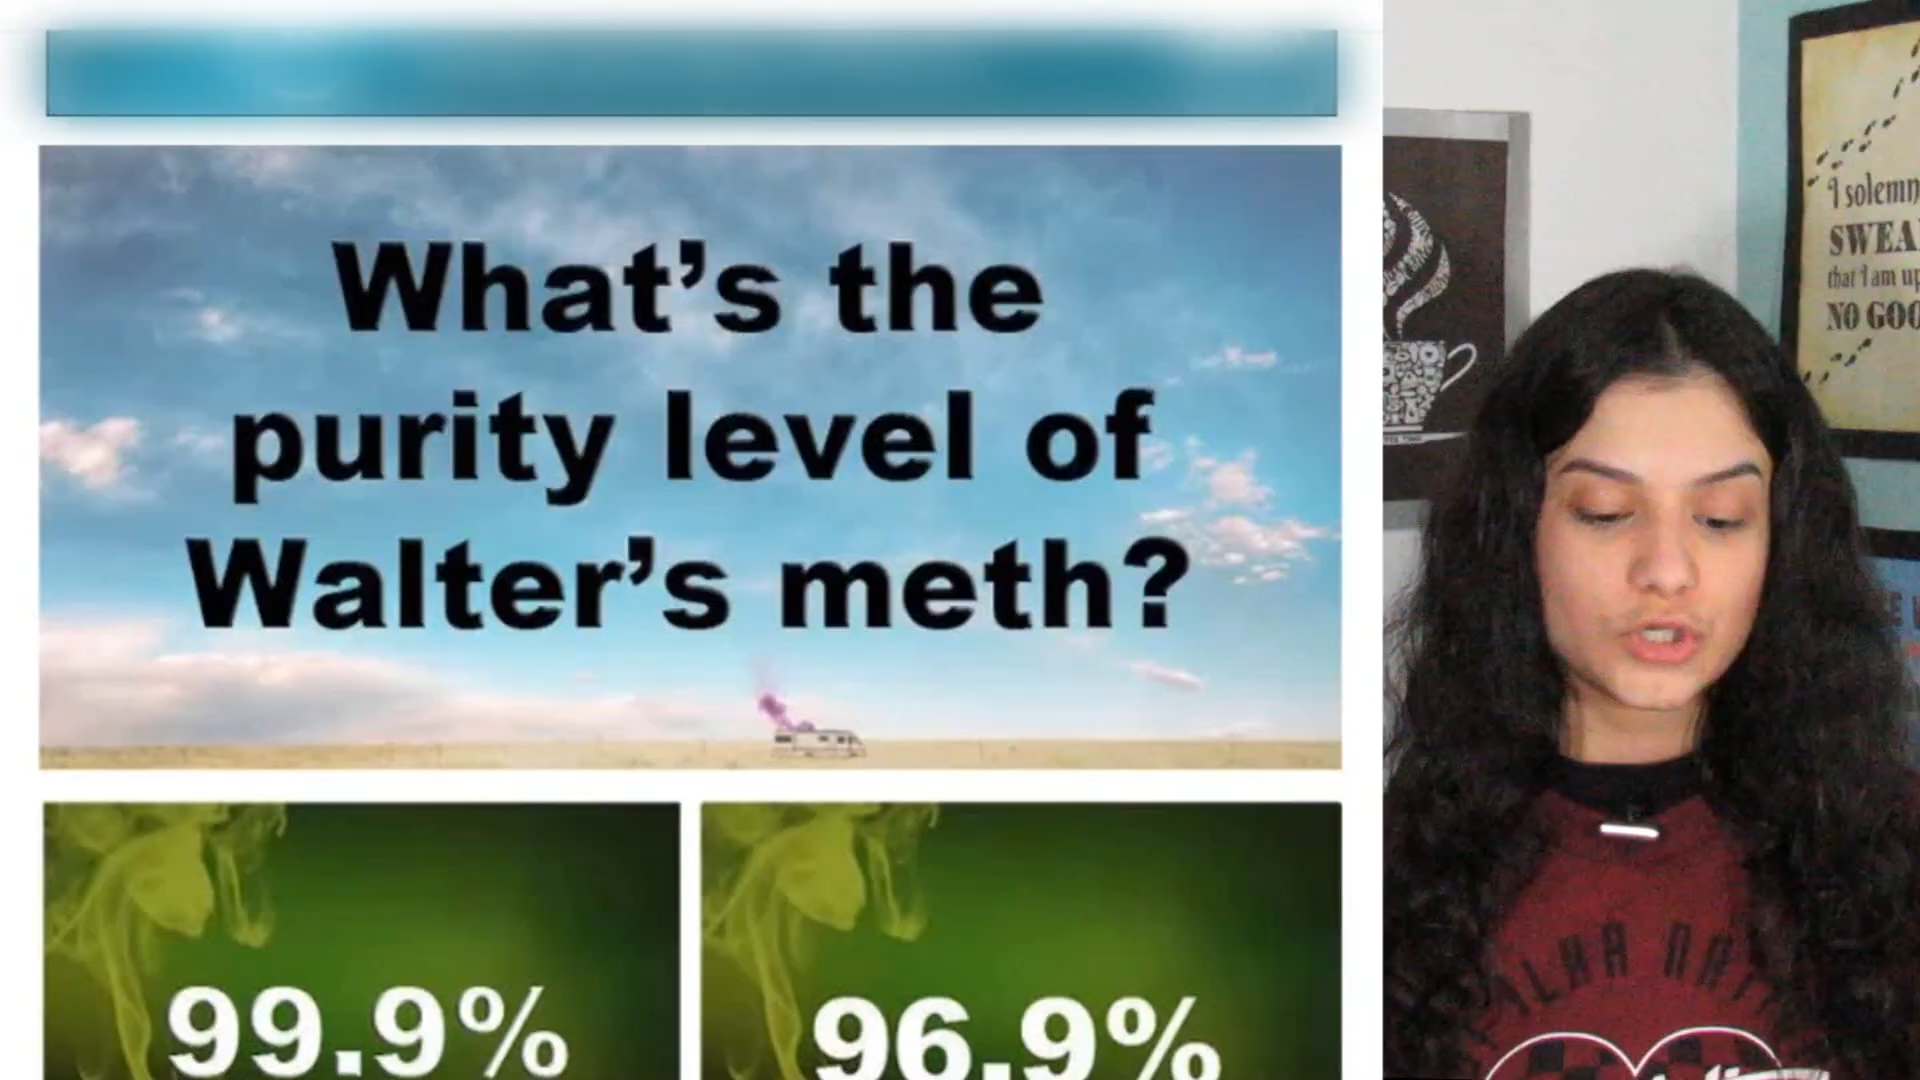 What's the
purity level of
Walter's meth?
99.9%
96.9%
I solemn
SWEA
that I am up
NO GOO